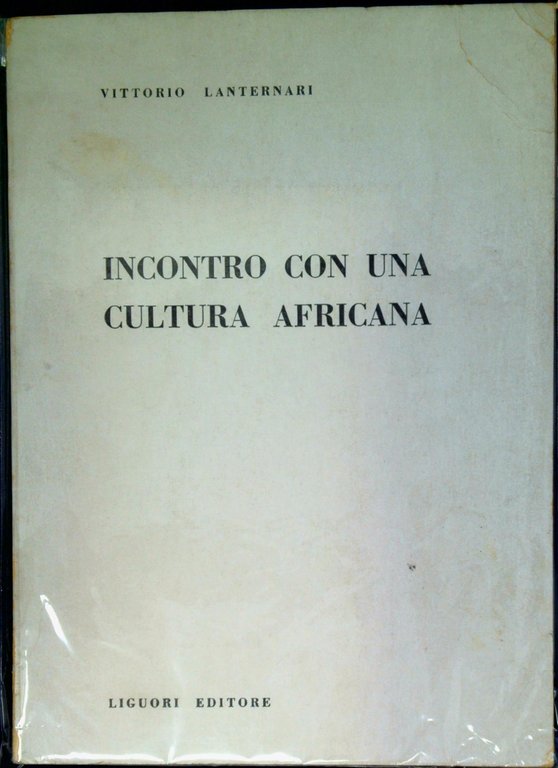 VITTORIO LANTERNARI
INCONTRO CON UNA
CULTURA AFRICANA
LIGUORI EDITORE